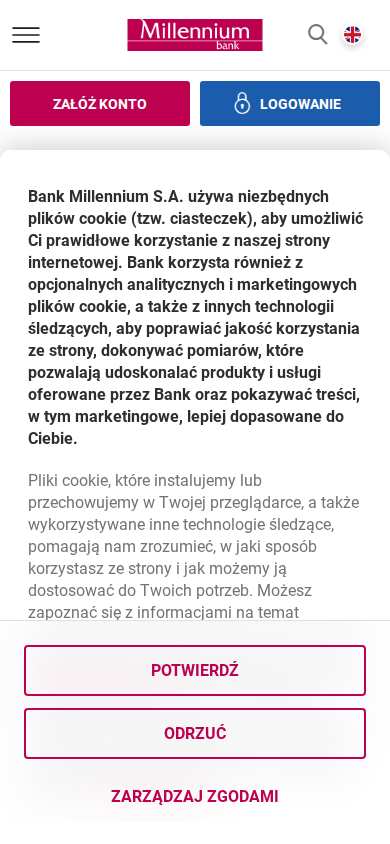 Millennium
bank
ZAŁÓŻ KONTO
LOGOWANIE
Bank Millennium S.A. używa niezbędnych
plików cookie (tzw. ciasteczek), aby umożliwić
Ci prawidłowe korzystanie z naszej strony
internetowej. Bank korzysta również z
opcjonalnych analitycznych i marketingowych
plików cookie, a także z innych technologii
śledzących, aby poprawiać jakość korzystania
ze strony, dokonywać pomiarów, które
pozwalają udoskonalać produkty i usługi
oferowane przez Bank oraz pokazywać treści,
w tym marketingowe, lepiej dopasowane do
Ciebie.
Pliki cookie, które instalujemy lub
przechowujemy w Twojej przeglądarce, a także
wykorzystywane inne technologie śledzące,
pomagają nam zrozumieć, w jaki sposób
korzystasz ze strony i jak możemy ją
dostosować do Twoich potrzeb. Możesz
zapoznać się z informacjami na temat
POTWIERDŹ
ODRZUĆ
ZARZĄDZAJ ZGODAMI